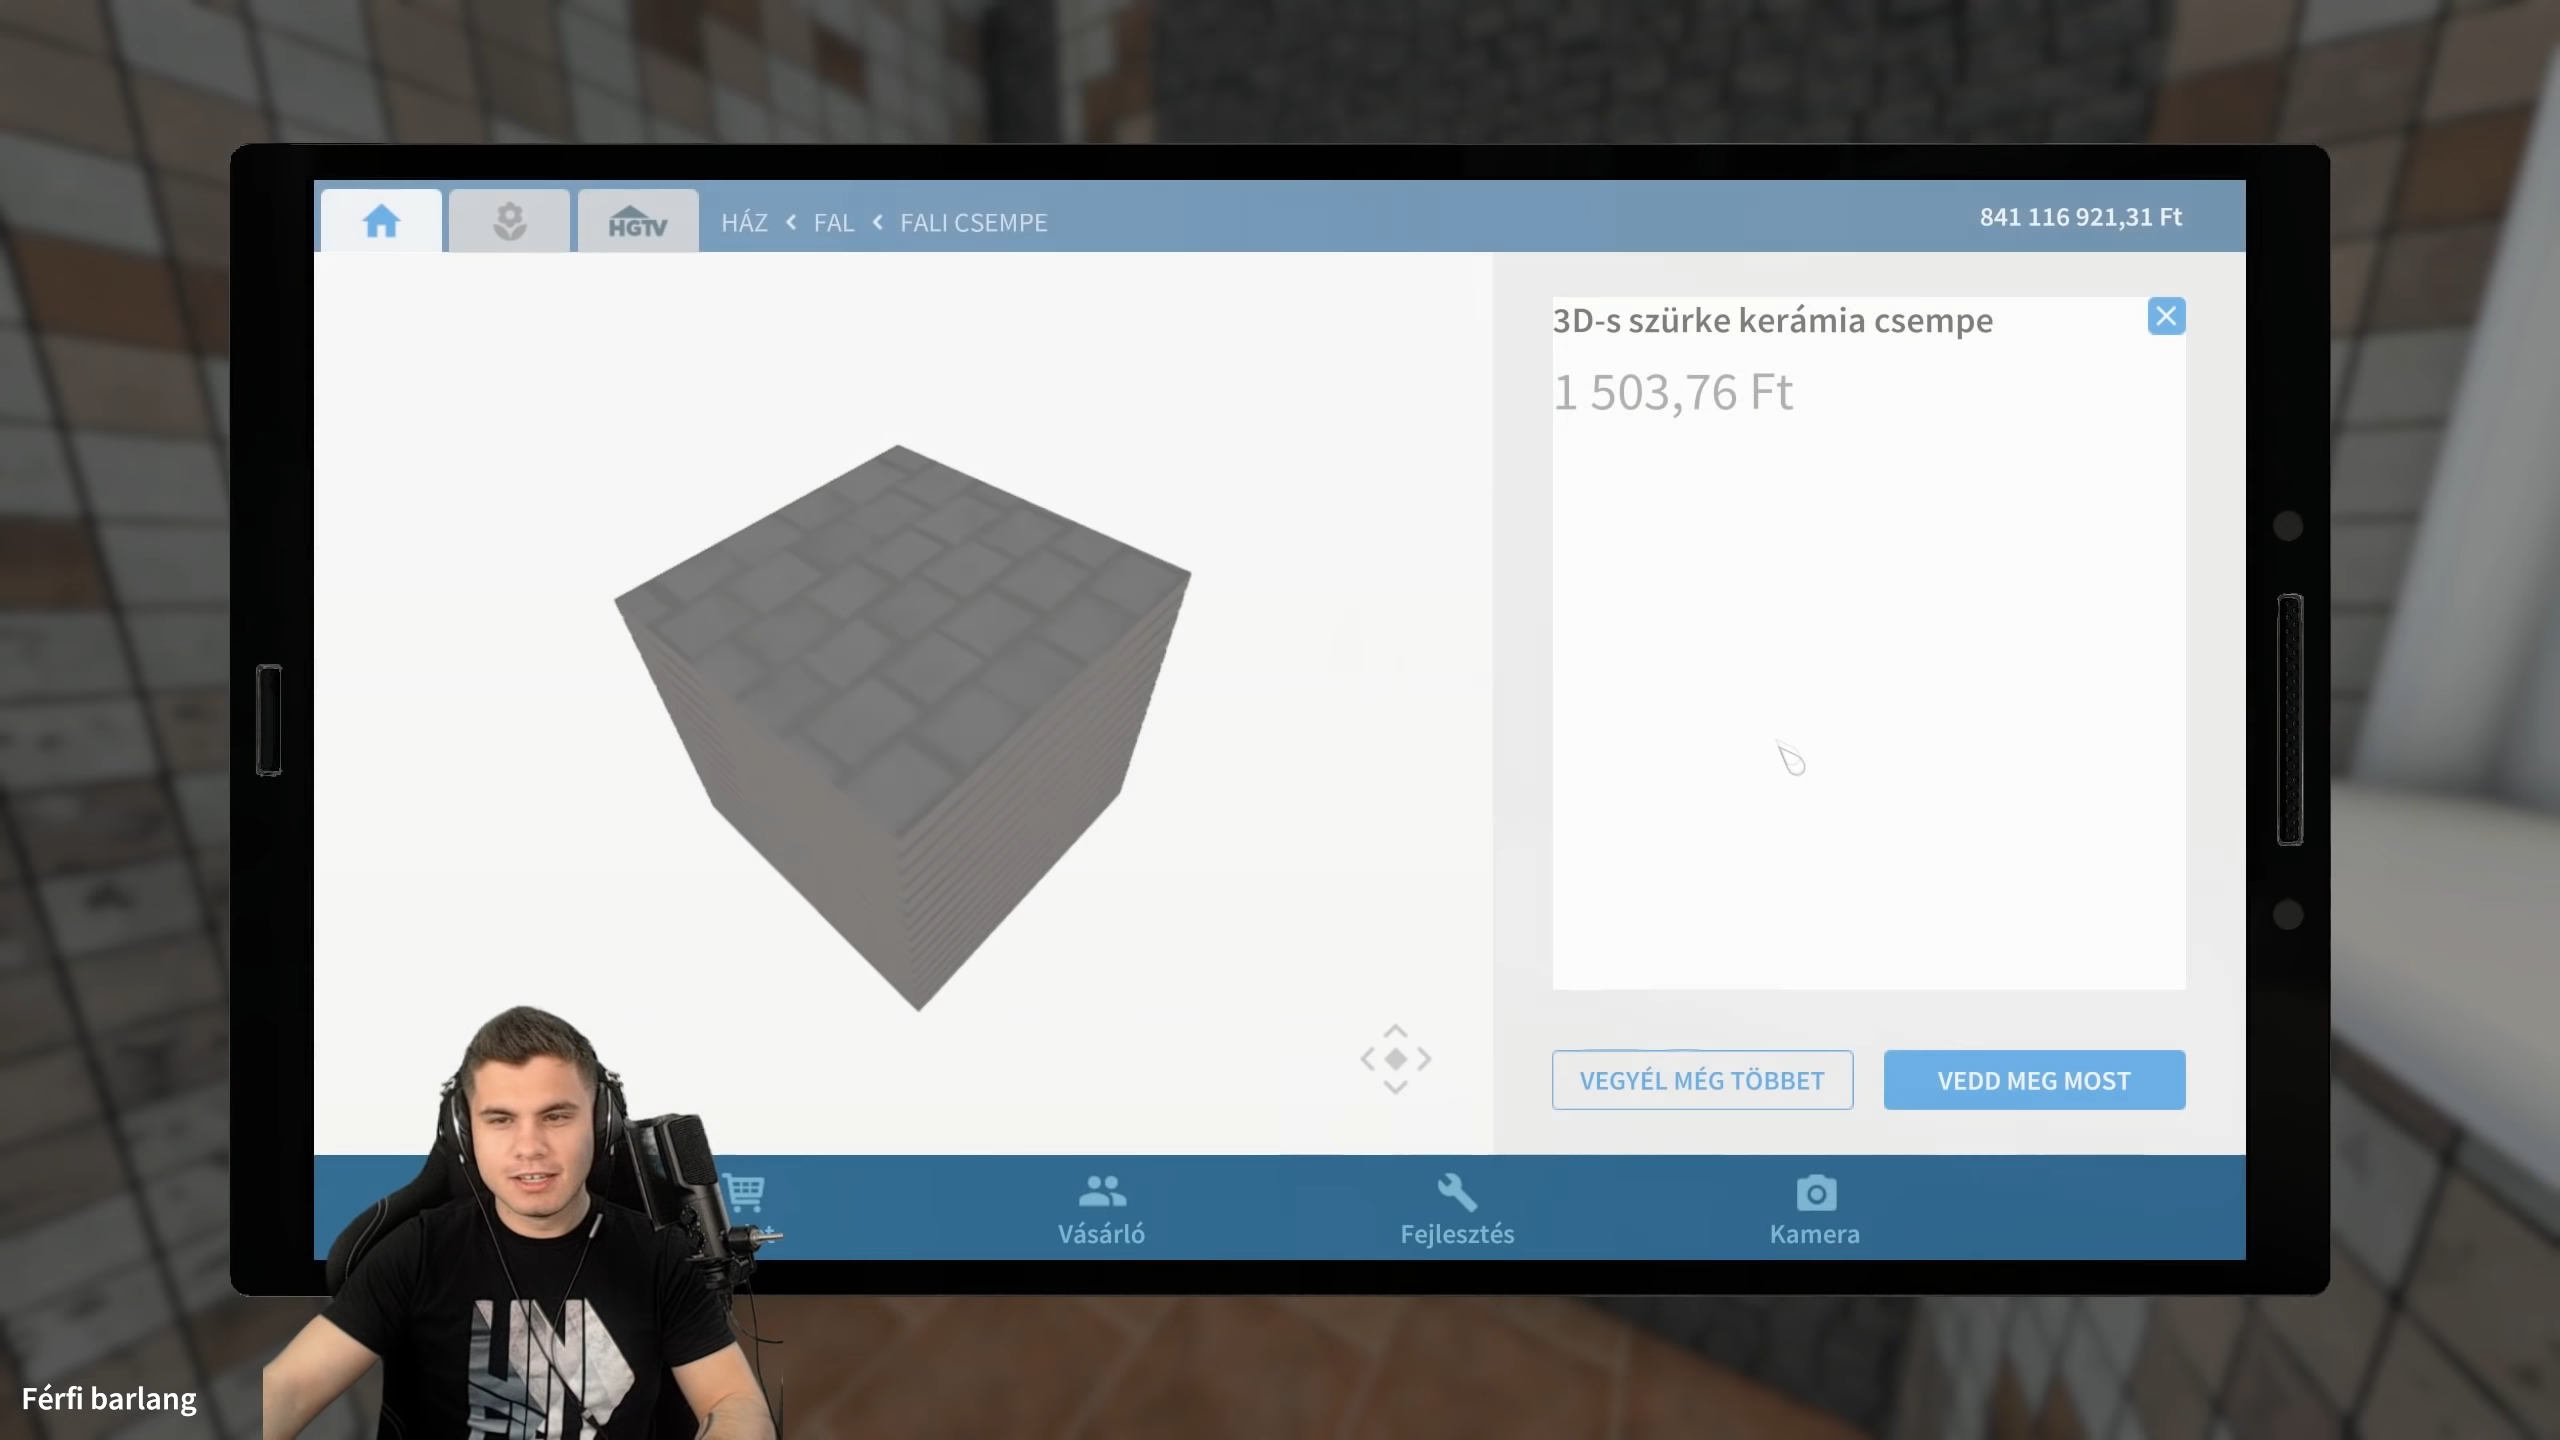 HGTV
HÁZ < FAL < FALI CSEMPE
841 116 921,31 Ft
3D-s szürke kerámia csempe
1 503,76 Ft
VEGYÉL MÉG TÖBBET
VEDD MEG MOST
Vásárló
Fejlesztés
Kamera
Férfi barlang